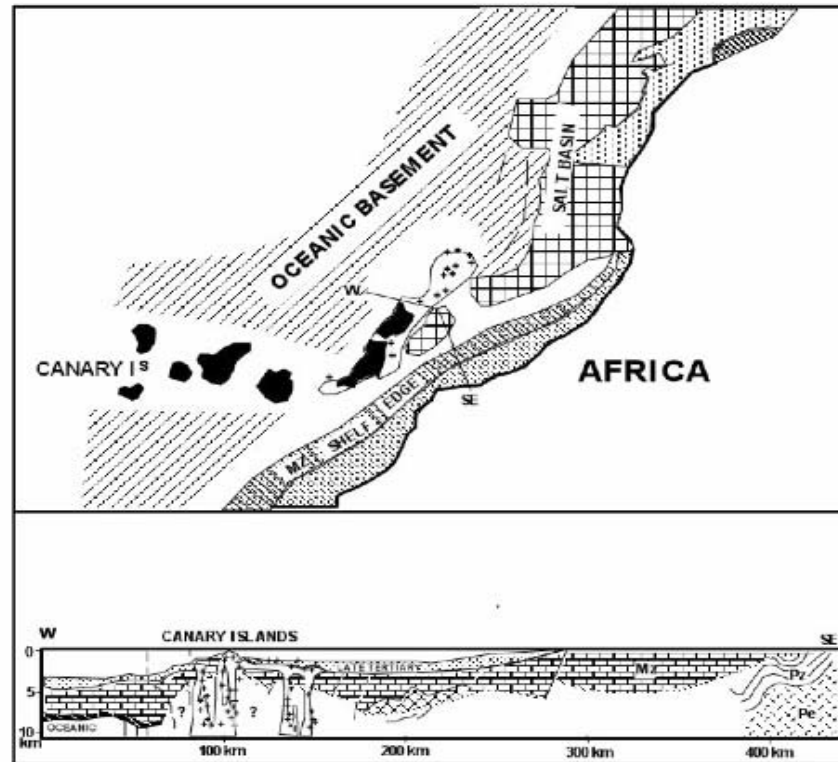 OCEANIC BASEMENT
SALT BASIN
W
CANARY IS
AFRICA
SE
MZ SHELF EDGE
W
CANARY ISLANDS
SE
0
LATE TERTIARY
Mz
Pz
5
?
?
Pe
OCEANIC
10
km
100 km
200 km
300 km
400 km